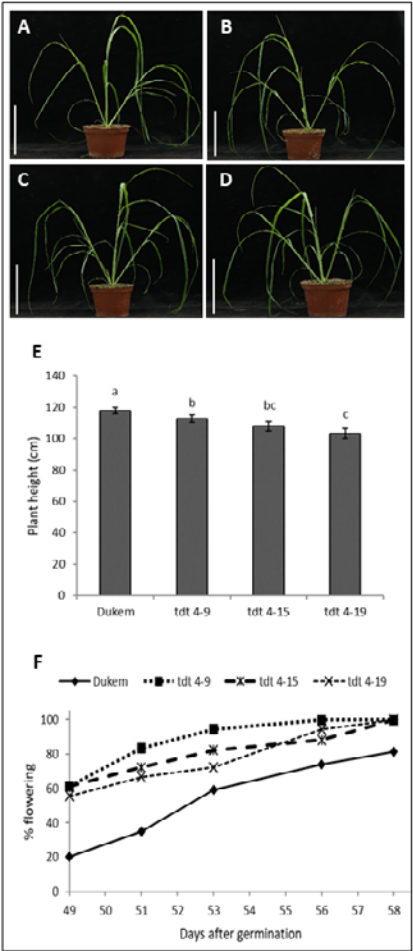 A B
C D
E
Plant height (cm)
140
120
100
80
60
40
20
0
a b bc c
Dukem tdt 4-9 tdt 4-15 tdt 4-19
F
Dukem tdt 4-9 tdt 4-15 tdt 4-19
% flowering
100
80
60
40
20
0
49 50 51 52 53 54 55 56 57 58
Days after germination